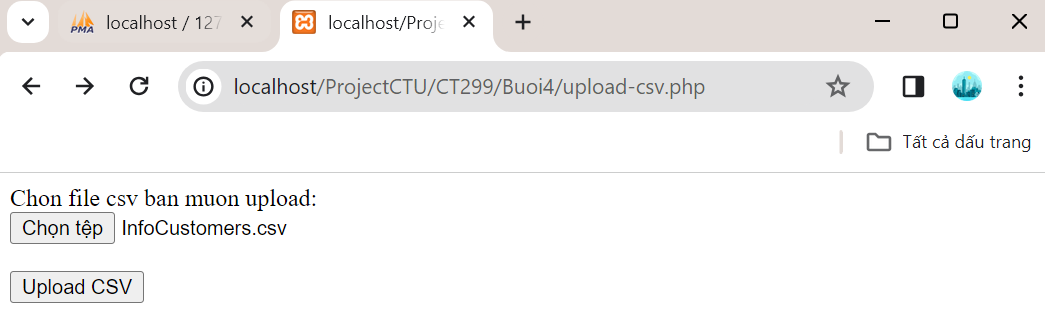 PMA localhost / 127
localhost/Proje
localhost/ProjectCTU/CT299/Buoi4/upload-csv.php
Tất cả dấu trang
Chon file csv ban muon upload:
Chọn tệp InfoCustomers.csv
Upload CSV